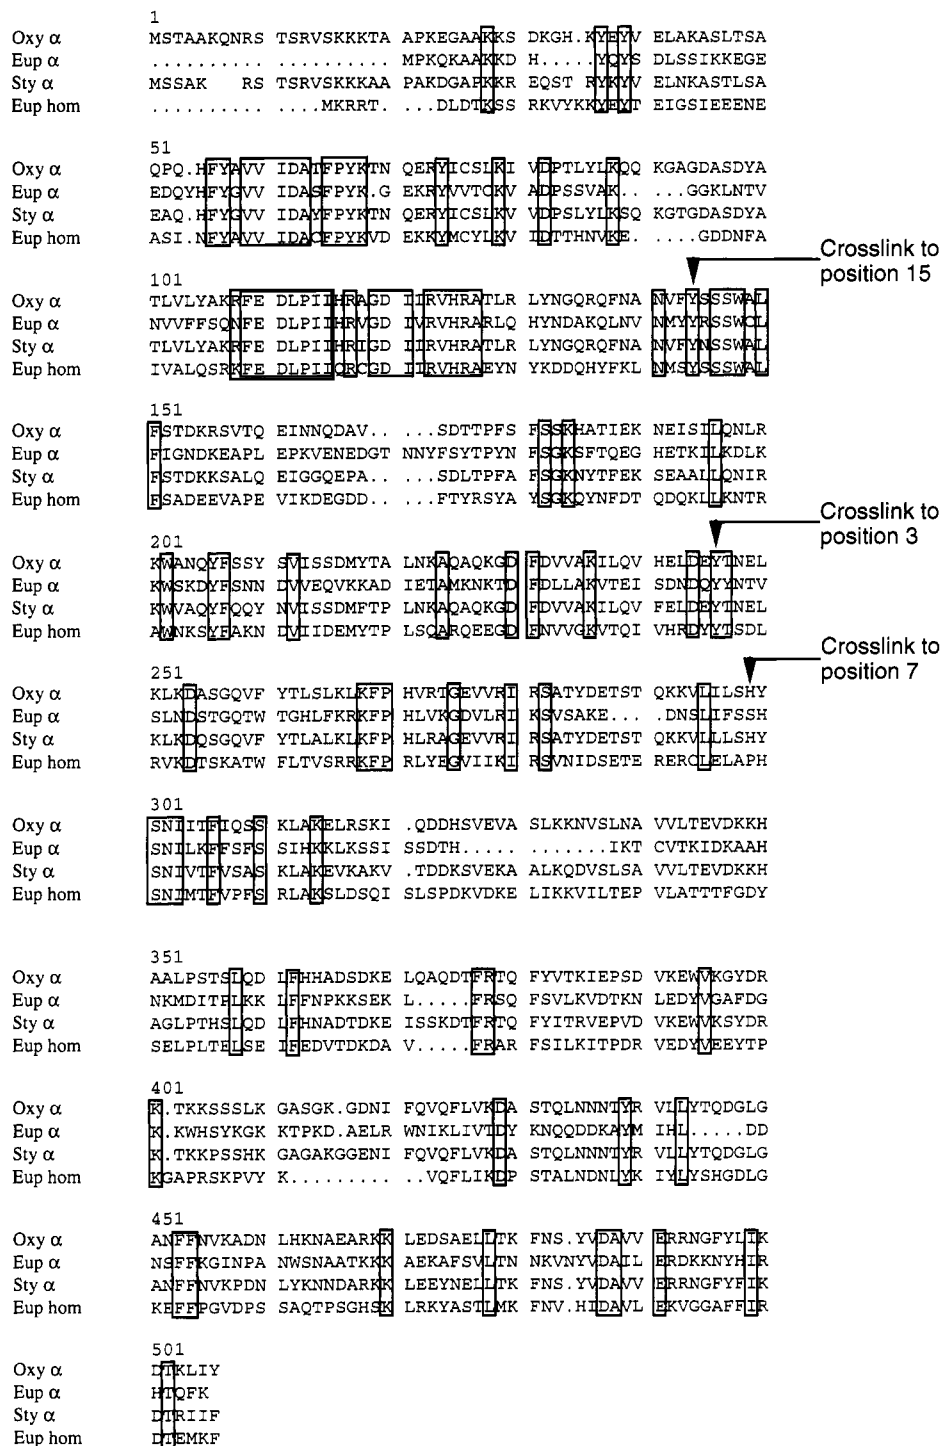 1
Oxy α MSTAAKQNRS TSRVSKKKTA APKEGAAKKS DKGH.KYEYV ELAKASLTSA
Eup α .......... .......... .MPKQKAAKKD H.....YQYS DLSSIKKEGE
Sty α MSSAK RS TSRVSKKKAA PAKDGAPKKR EQST RYKYV ELNKASTLSA
Eup hom .......... .....MKRRT. ...DLDTKSS RKVYKKYEYT EIGSIEEENE
51
Oxy α QPQ.HFYAVV IDATFPYKTN QERYICSLKI VDPTLYLKQQ KGAGDASDYA
Eup α EDQYHFYGVV IDASFPYKT. GEKRYVVTCKV ADPSSVAK.. ...GGKLNTV
Sty α EAQ.HFYGVV IDAYFPYKTN QERYICSLKV VDPSLYLKSQ KGTGDASDYA
Eup hom ASI.NFYAVV IDACFPYKVD EKKYMCYLKV IDTTHNVKE. ....GDDNFA
Crosslink to position 15
101
Oxy α TLVLYAKRFE DLPIIHRAGD IIRVHRATLR LYNGQRQFNA NVFYSSSWAL
Eup α NVVFFSQNFE DLPIIHRVGD IVRVHRARLQ HYNDAKQLNV NMYYRSSWCL
Sty α TLVLYAKRFE DLPIIHRIGD IIRVHRATLR LYNGQRQFNA NVFYNSSWAL
Eup hom IVALQSRKFE DLPIIQRCGD IIRVHRAEYN YKDDQHYFKL NMSYSSSWAL
151
Oxy α FSTDKRSVTQ EINNQDAV.. ...SDTTPFS FSSKHATIEK NEISILQNLR
Eup α FIGNDKEAPL EPKVENEDGT NNYFSYTPYNF SGKSFTQEG HETKILKDLK
Sty α FSTDKKSALQ EIGGQEPA.. ...SDLTPFA FSGKNYTFEK SEAALLQNIR
Eup hom FSADEEVAPE VIKDEGDD.. ...FTYRSYA YSGKQYNFDT QDQKLLKNTR
Crosslink to position 3
201
Oxy α KWANQYFSSY SVISSDMYTA LNKAQAQKGD FDVVAKILQV HELDEYTNEL
Eup α KWSKDYFSNN DVVEQVKKAD IETAMKNKTD FDLLAKVTEI SDNDQYYNTV
Sty α KWVAQYFQQY NVISSDMFTP LNKAQAQKGD FDVVAKILQV FELDEYTNEL
Eup hom AWNKSYFAKN DVIIDEMYTP LSQARQEEGD FNVVGKVTQI VHRDYYTSDL
Crosslink to position 7
251
Oxy α KLKDASGQVF YTLSLKLKFP HVRTGEVVRI RSATYDETST QKKVLILSHY
Eup α SLNDSTGQTW TGHLFKRKFP HLVKGDVLRI KSVSAKE... .DNSLIFSSH
Sty α KLKDQSGQVF YTLALKLKFP HLRAGEVVRI RSATYDETST QKKVLLLSHY
Eup hom RVKDTSKATW FLTVSRRKFP RLYEGVIIKI RSVNIDSETE RERCLELAPH
301
Oxy α SNIITFIQSS KLAKELRSKI .QDDHSVEVA SLKKNVSLNA VVLTEVDKKH
Eup α SNILKFFSFS SIHKKLKSSI SSDTH..... .......IKT CVTKIDKAAH
Sty α SNIVTFVSAS KLAKEVKAKV .TDDKSVEKA ALKQDVSLSA VVLTEVDKKH
Eup hom SNIMTFVPFS RLAKSLDSQI SLSPDKVDKE LIKKVILTEP VLATTTFGDY
351
Oxy α AALPSTSLQD LFHHADSDKE LQAQDTFRTQ FYVTKIEPSD VKEWVKGYDR
Eup α NKMDITFLKK LFFNPKKSEK L.....FRSQ FSVLKVDTKN LEDYVGAFDG
Sty α AGLPTHSLQD LFHNADTDKE ISSKDTFRTQ FYITRVEPVD VKEWVKSYDR
Eup hom SELPLTFLSE IFEDVTDKDA V.....FRAR FSILKITPDR VEDYVEEYTP
401
Oxy α K.TKKSSSLK GASGK.GDNI FQVQFLVKDA STQLNNNTYR VLLYTQDGLG
Eup α K.KWHSYKGK KTPKD.AELR WNIKLIVTDY KNQQDDKAYM IHL.....DD
Sty α K.TKKPSSHK GAGAKGGENI FQVQFLVKDA STQLNNNTYR VLLYTQDGLG
Eup hom KGAPRSKPVYK K......... ...VQFLIKDP STALNDNLYK IYLYSHGDLG
451
Oxy α ANFFNVKADN LHKNAEARKK LEDSAELLTK FNS.YVDAVV ERRNGFYLIK
Eup α NSFFKGINPA NWSNAATKKK AEKAFSVLTN NKVNYVDAIL ERDKKNYHIR
Sty α ANFFNVKPDN LYKNNDARKK LEEYNELLTK FNS.YVDAVV ERRNGFYFIK
Eup hom KEFFPGVDPSS SAQTPSGHSK LRKYASTLMK FNV.HIDAVL EKVGGAFFIR
501
Oxy α DTKLIY
Eup α HTQFK
Sty α DTRIIF
Eup hom DTEMKF